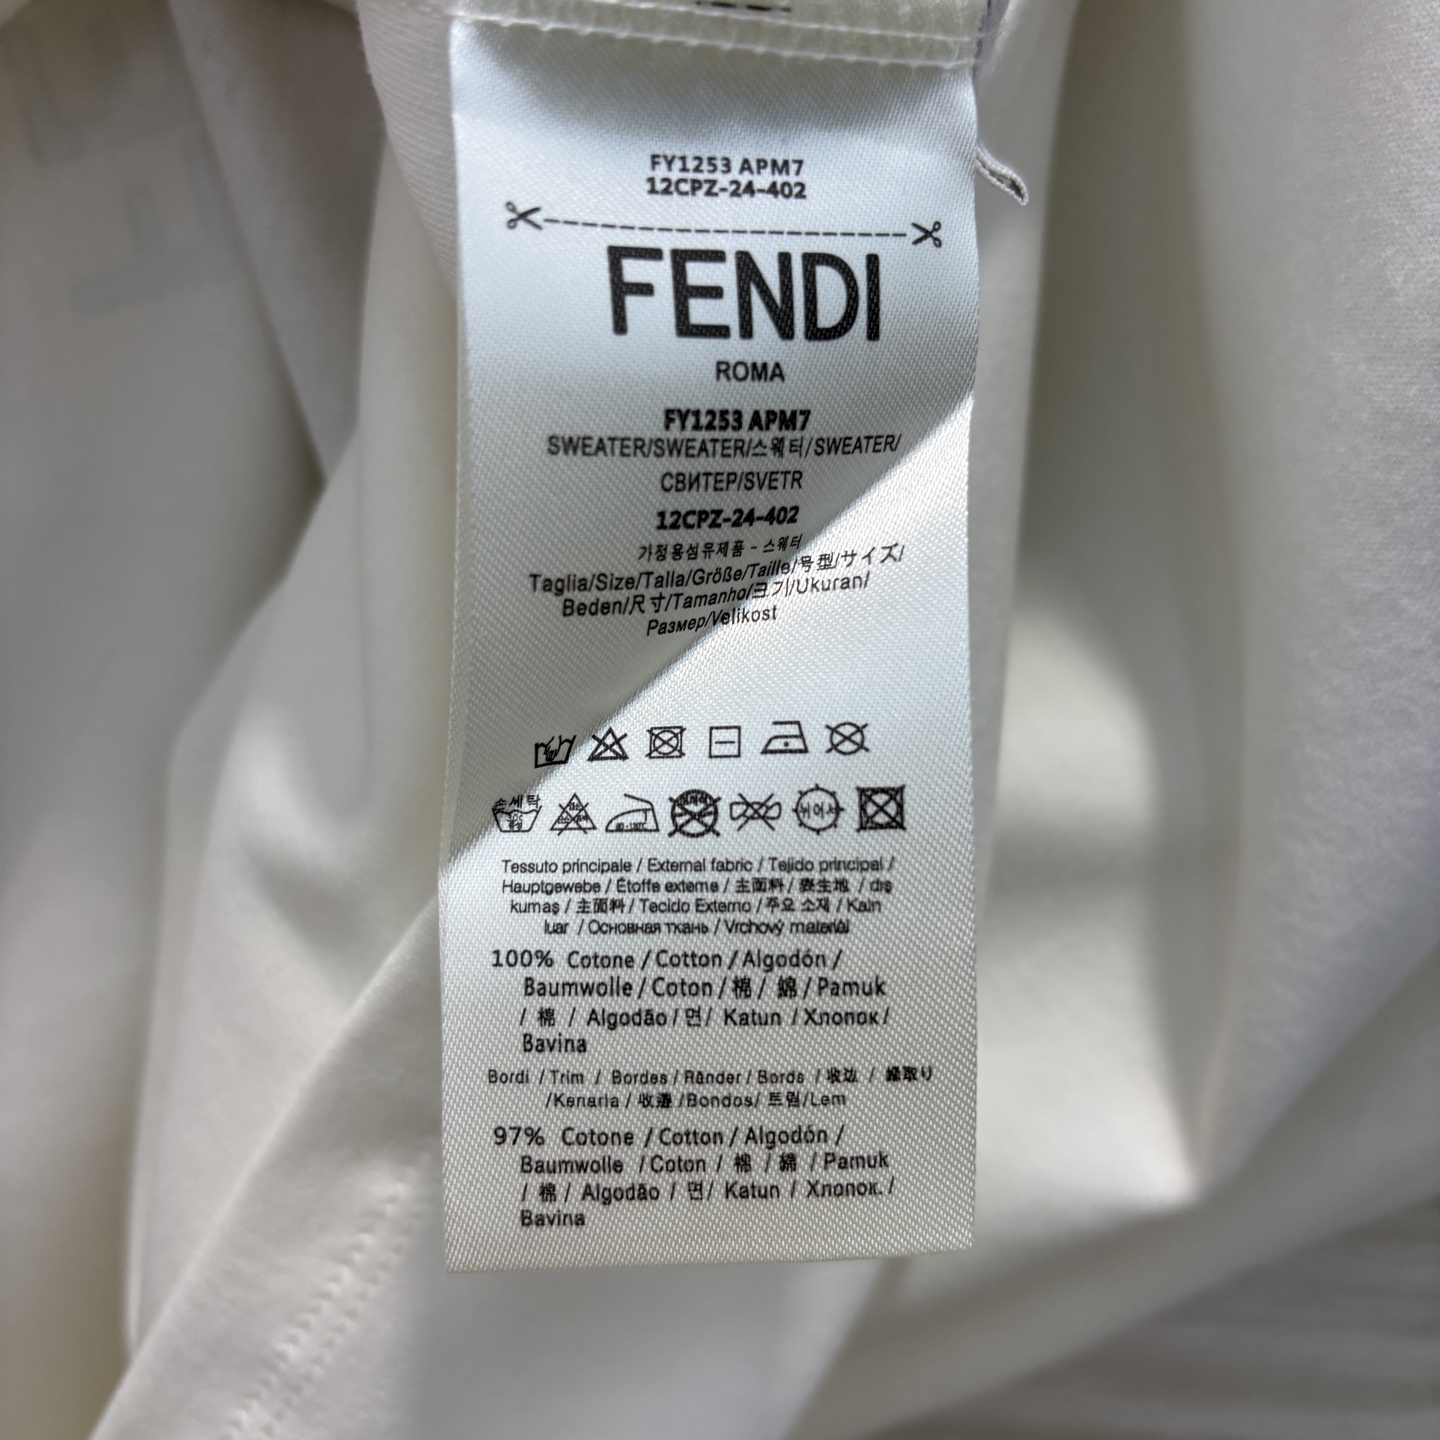 FY1253 APM7
12CPZ-24-402
FENDI
ROMA
FY1253 APM7
SWEATER/SWEATER/스웨터/SWEATER/
СВИТЕР/SVETR
12CPZ-24-402
가정용섬유제품 - 스웨터
Taglia/Size/Talla/Größe/Taille/号型/サイズ/
Beden/尺寸/Tamanho/크기/Ukuran/
Размер/Velikost
손세탁
Tessuto principale / External fabric / Tejido principal /
Hauptgewebe / Étoffe externe / 主面料 / 表生地 / dış
kumaş / 主面料 / Tecido Externo / 주요 소재 / Kain
luar / Основная ткань / Vrchový materiál
100% Cotone / Cotton / Algodón /
Baumwolle / Coton / 棉 / 綿 / Pamuk
/ 棉 / Algodão / 면 / Katun / Хлопок /
Bavina
Bordi / Trim / Bordes / Ränder / Bords / 收边 / 縁取り
/Kenarla / 收邊 /Bondos/ 트림/Lem
97% Cotone / Cotton / Algodón /
Baumwolle / Coton / 棉 / 綿 / Pamuk
/ 棉 / Algodão / 면 / Katun / Хлопок. /
Bavina